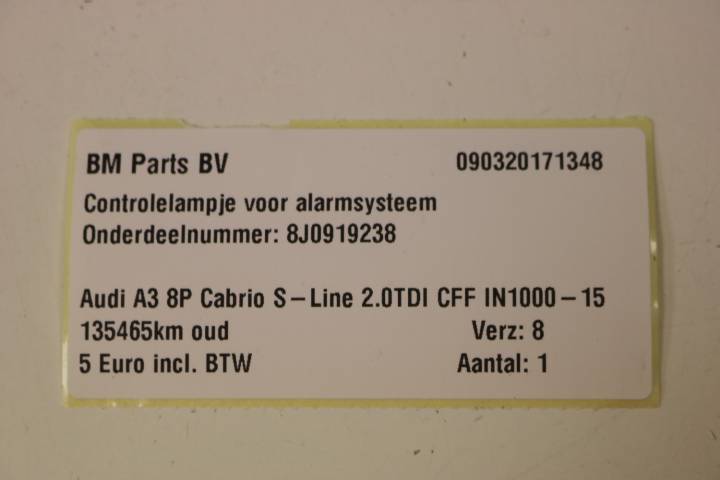 BM Parts BV 090320171348
Controlelampje voor alarmsysteem
Onderdeelnummer: 8J0919238
Audi A3 8P Cabrio S-Line 2.0TDI CFF IN1000-15
135465km oud Verz: 8
5 Euro incl. BTW Aantal: 1